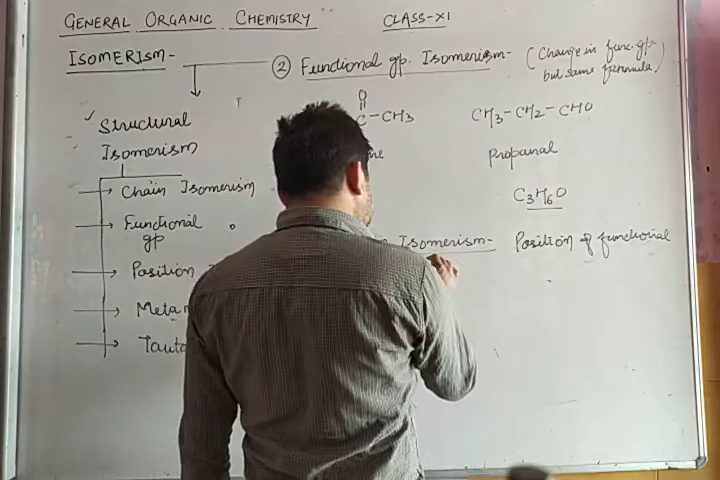 GENERAL ORGANIC CHEMISTRY CLASS-XI
ISOMERISM-
② Functional gp. Isomerism- (Change in func. gp. but same formula)
Structural
Isomerism
Chain Isomerism
Functional
gp
Position
O
C-CH3 CH3-CH2-CHO
Propanal
C3H6O
Isomerism- Position of functional